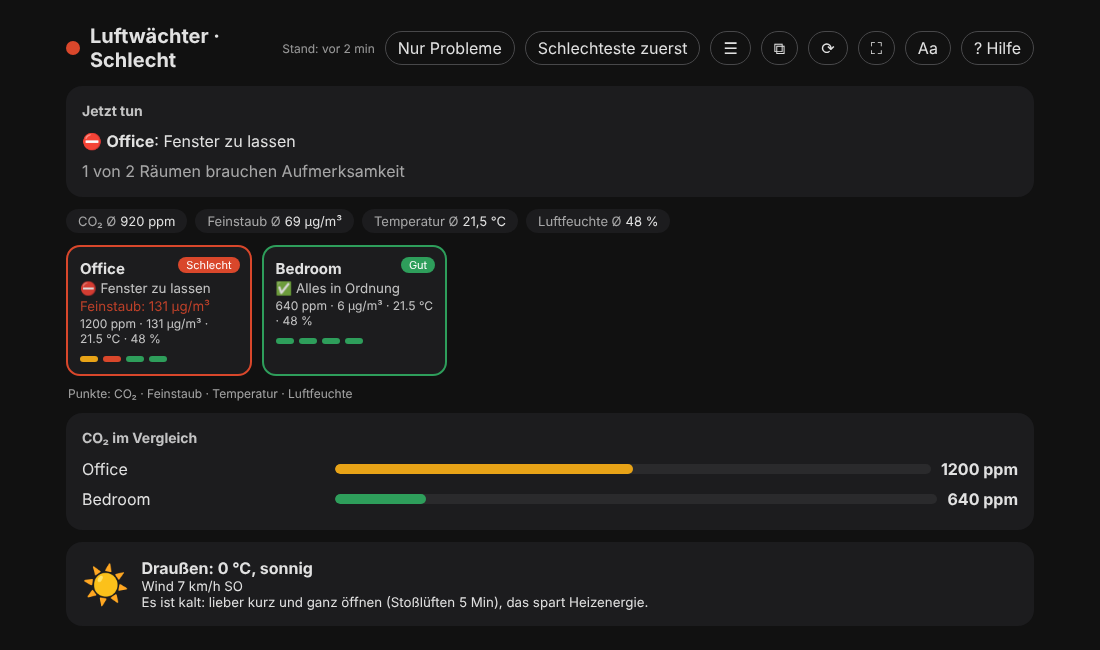 Luftwächter ·
Schlecht
Stand: vor 2 min
Nur Probleme
Schlechteste zuerst
☰
⧉
⟳
⛶
Aa
? Hilfe
Jetzt tun
⛔ Office: Fenster zu lassen
1 von 2 Räumen brauchen Aufmerksamkeit
CO₂ Ø 920 ppm
Feinstaub Ø 69 µg/m³
Temperatur Ø 21,5 °C
Luftfeuchte Ø 48 %
Office
Schlecht
⛔ Fenster zu lassen
Feinstaub: 131 µg/m³
1200 ppm · 131 µg/m³ ·
21.5 °C · 48 %
Bedroom
Gut
✅ Alles in Ordnung
640 ppm · 6 µg/m³ · 21.5 °C
· 48 %
Punkte: CO₂ · Feinstaub · Temperatur · Luftfeuchte
CO₂ im Vergleich
Office 1200 ppm
Bedroom 640 ppm
Draußen: 0 °C, sonnig
Wind 7 km/h SO
Es ist kalt: lieber kurz und ganz öffnen (Stoßlüften 5 Min), das spart Heizenergie.